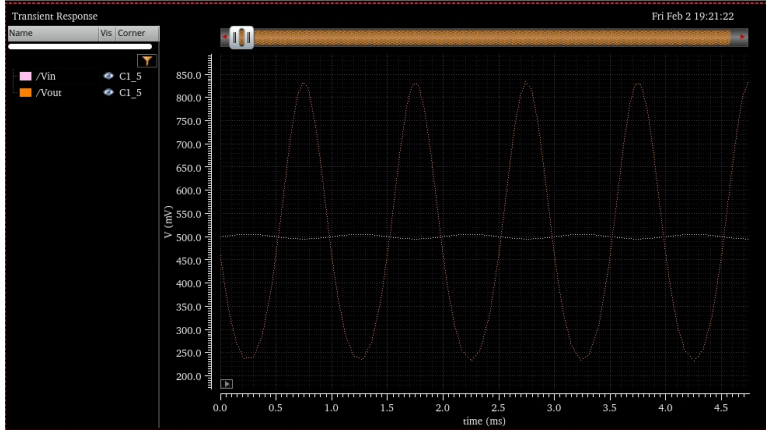 Transient Response
Fri Feb 2 19:21:22
Name Vis Corner
/Vin C1_5
/Vout C1_5
850.0
800.0
700.0
650.0
600.0
550.0
500.0
450.0
400.0
350.0
300.0
250.0
200.0
V (mV)
0.0 0.5 1.0 1.5 2.0 2.5 3.0 3.5 4.0 4.5
time (ms)